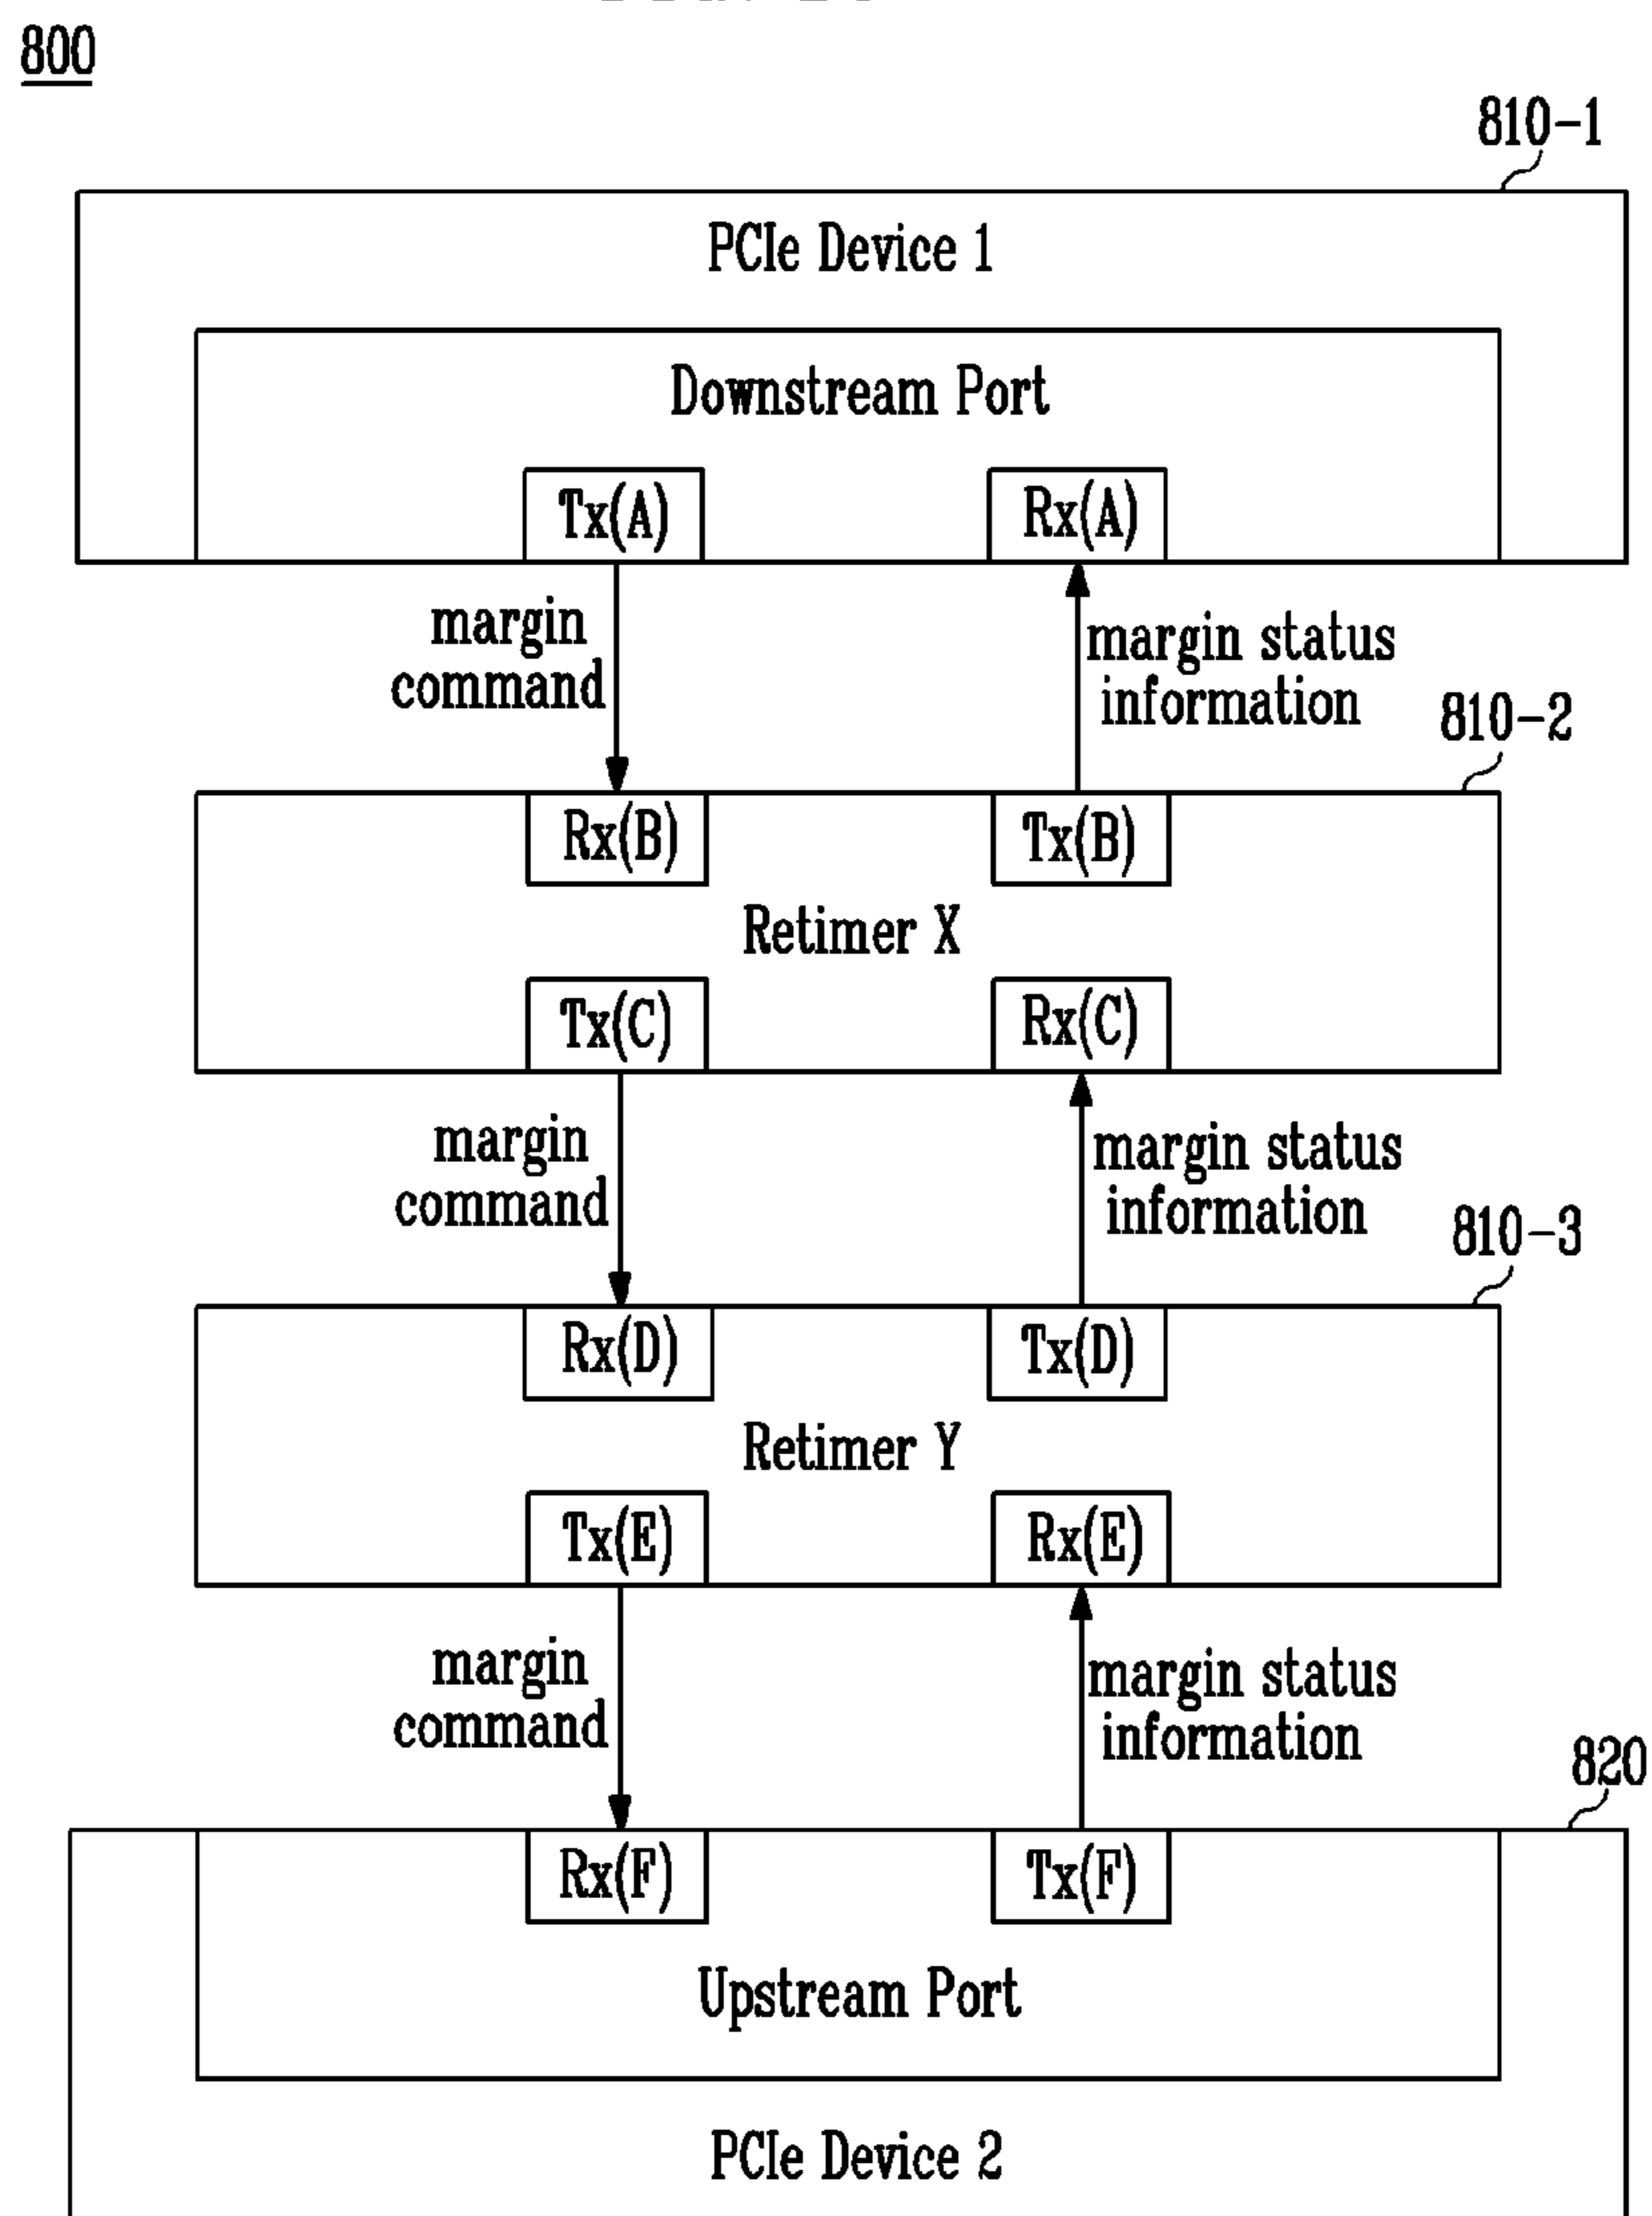 800
810-1
PCIe Device 1
Downstream Port
Tx(A) Rx(A)
margin
command
margin status
information
810-2
Rx(B) Tx(B)
Retimer X
Tx(C) Rx(C)
margin
command
margin status
information
810-3
Rx(D) Tx(D)
Retimer Y
Tx(E) Rx(E)
margin
command
margin status
information
820
Rx(F) Tx(F)
Upstream Port
PCIe Device 2